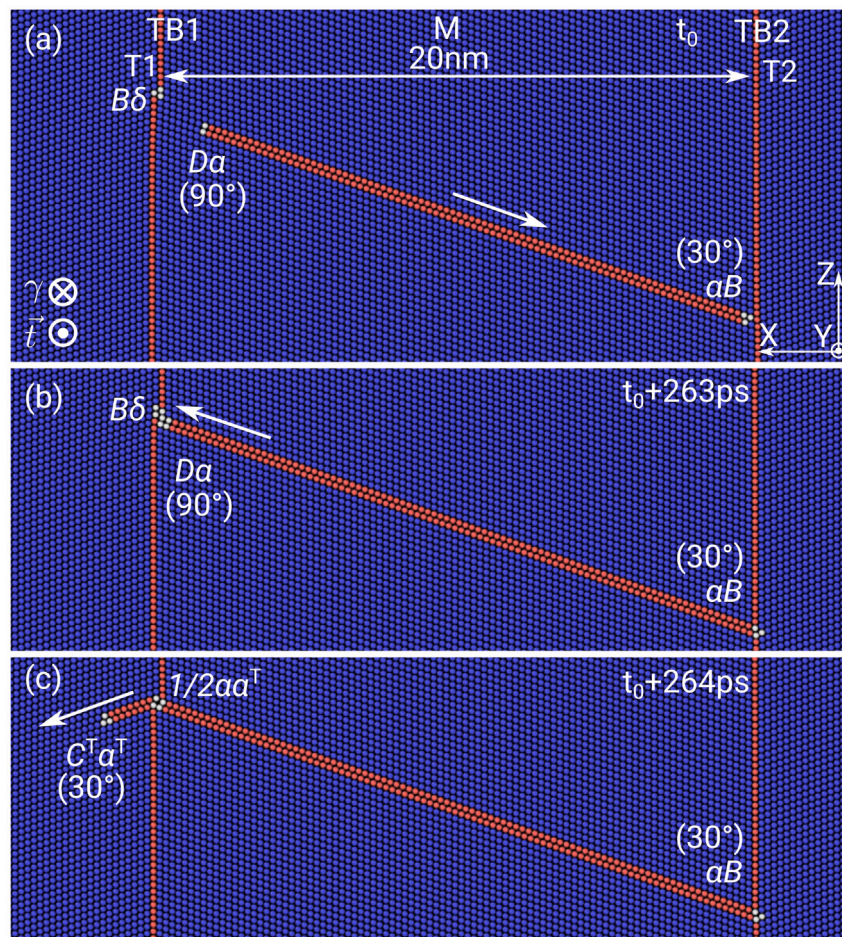 (a) TB1 M t₀ TB2
T1 20nm T2
Bδ
Dα
(90°)
(30°)
αB
γ
t⃗
Z
X Y
(b) t₀+263ps
Bδ
Dα
(90°)
(30°)
αB
(c) 1/2αα^T t₀+264ps
C^Tα^T
(30°)
(30°)
αB